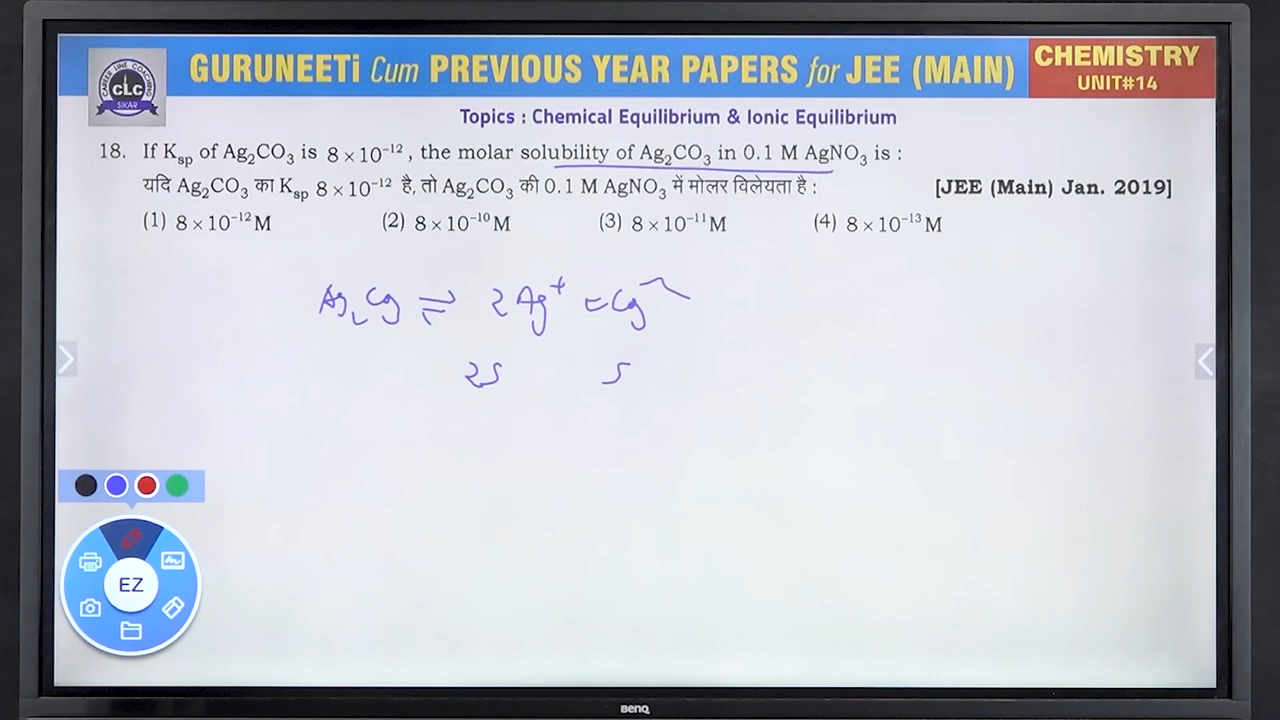 GURUNEETi Cum PREVIOUS YEAR PAPERS for JEE (MAIN)
CHEMISTRY
UNIT#14
CAREER LINE COACHING
CLC
SIKAR
Topics : Chemical Equilibrium & Ionic Equilibrium
18. If Kₛₚ of Ag₂CO₃ is 8 × 10⁻¹², the molar solubility of Ag₂CO₃ in 0.1 M AgNO₃ is :
यदि Ag₂CO₃ का Kₛₚ 8 × 10⁻¹² है, तो Ag₂CO₃ की 0.1 M AgNO₃ में मोलर विलेयता है : [JEE (Main) Jan. 2019]
(1) 8 × 10⁻¹² M (2) 8 × 10⁻¹⁰ M (3) 8 × 10⁻¹¹ M (4) 8 × 10⁻¹³ M
Ag₂ ⇌ 2Ag⁺
2S S
EZ
BenQ